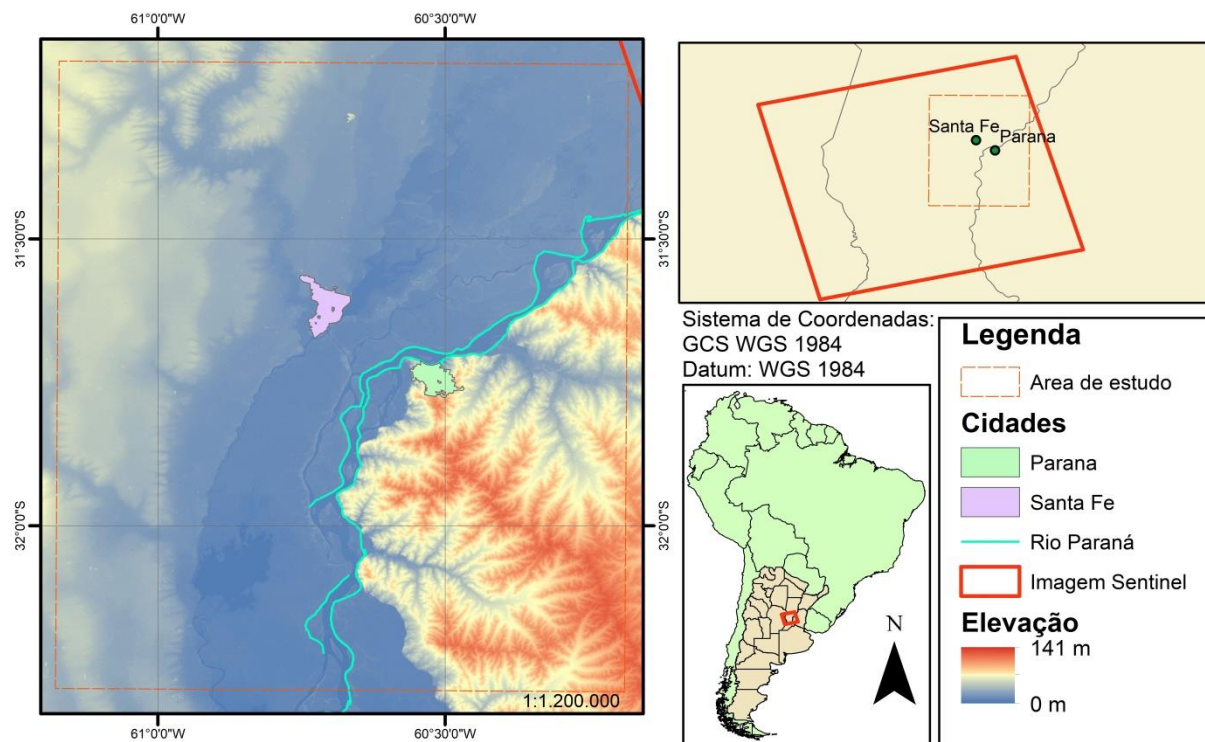 61°0'0"W
60°30'0"W
31°30'0"S
32°0'0"S
31°30'0"S
32°0'0"S
1:1.200.000
61°0'0"W
60°30'0"W
Santa Fe
Parana
Sistema de Coordenadas:
GCS WGS 1984
Datum: WGS 1984
N
Legenda
Area de estudo
Cidades
Parana
Santa Fe
Rio Paraná
Imagem Sentinel
Elevação
141 m
0 m